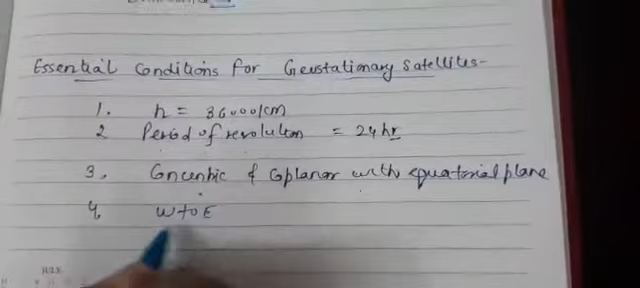 Essential Conditions for Geostationary Satellites-
1. h = 36000km
2 Period of revolution = 24hr
3. Concentric & Coplanar with equatorial plane
4. W to E